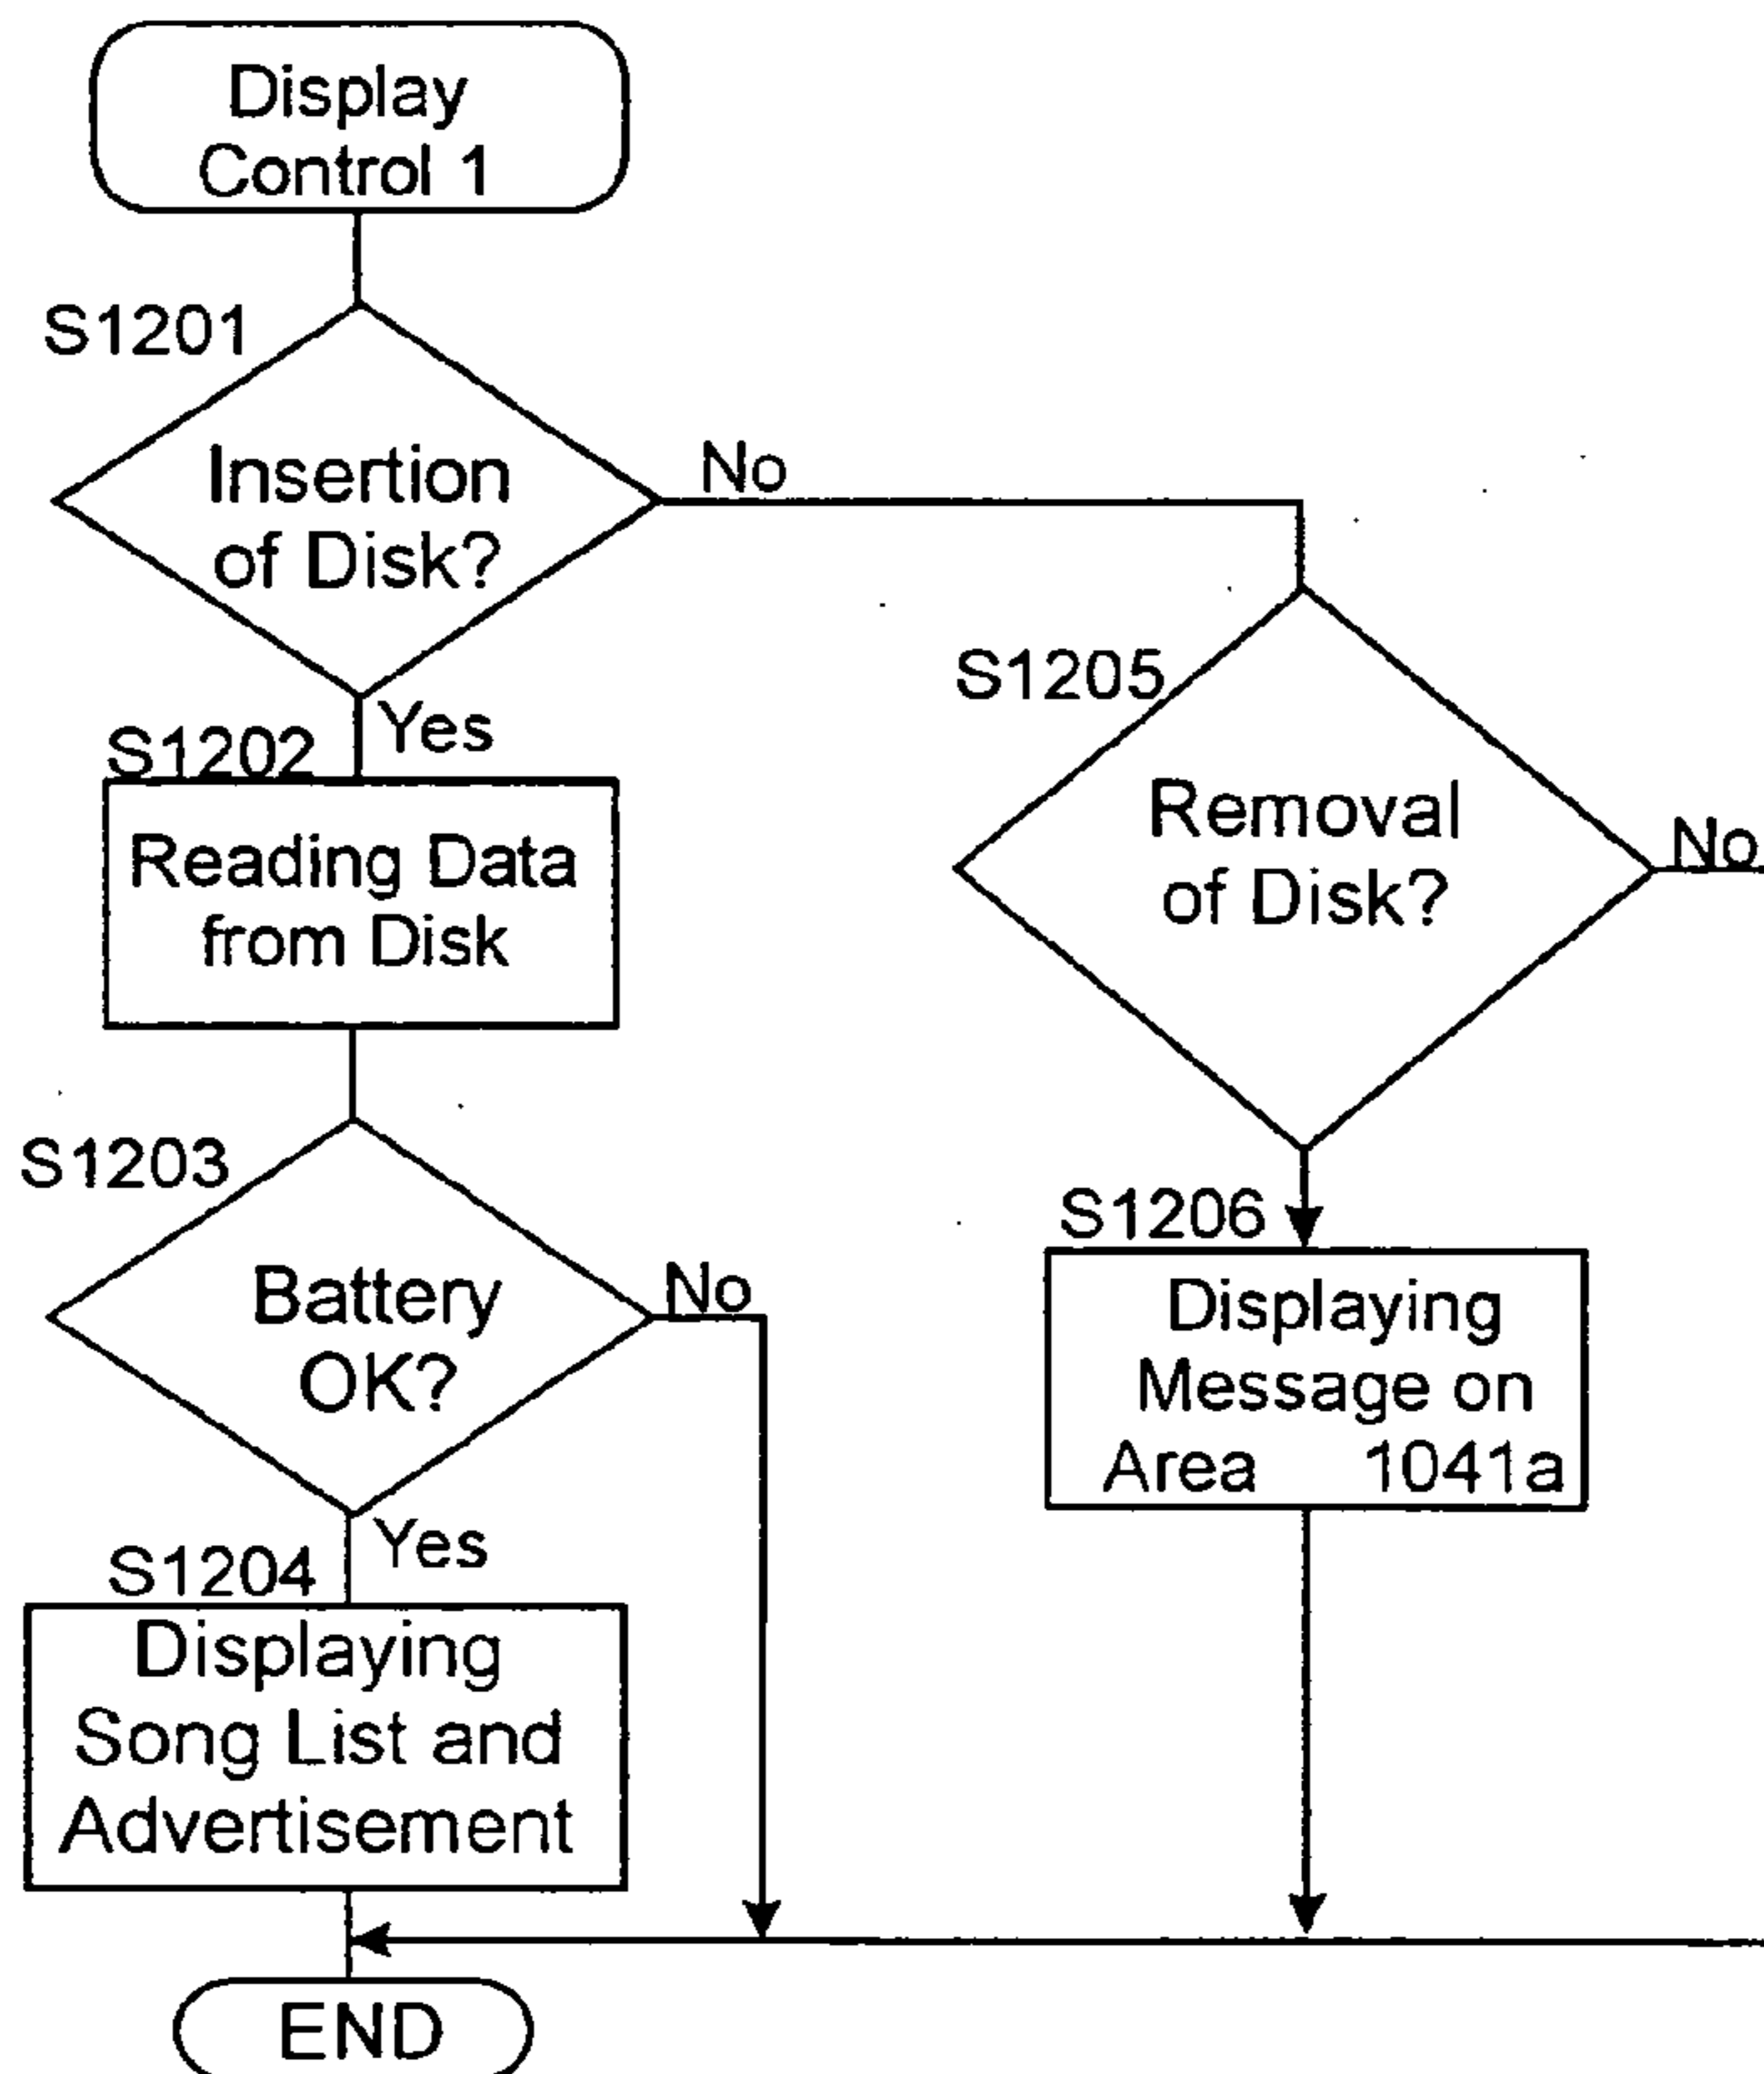 Display
Control 1
S1201
Insertion
of Disk?
No
Yes
S1202
Reading Data
from Disk
S1203
Battery
OK?
No
Yes
S1204
Displaying
Song List and
Advertisement
END
S1205
Removal
of Disk?
No
S1206
Displaying
Message on
Area 1041a